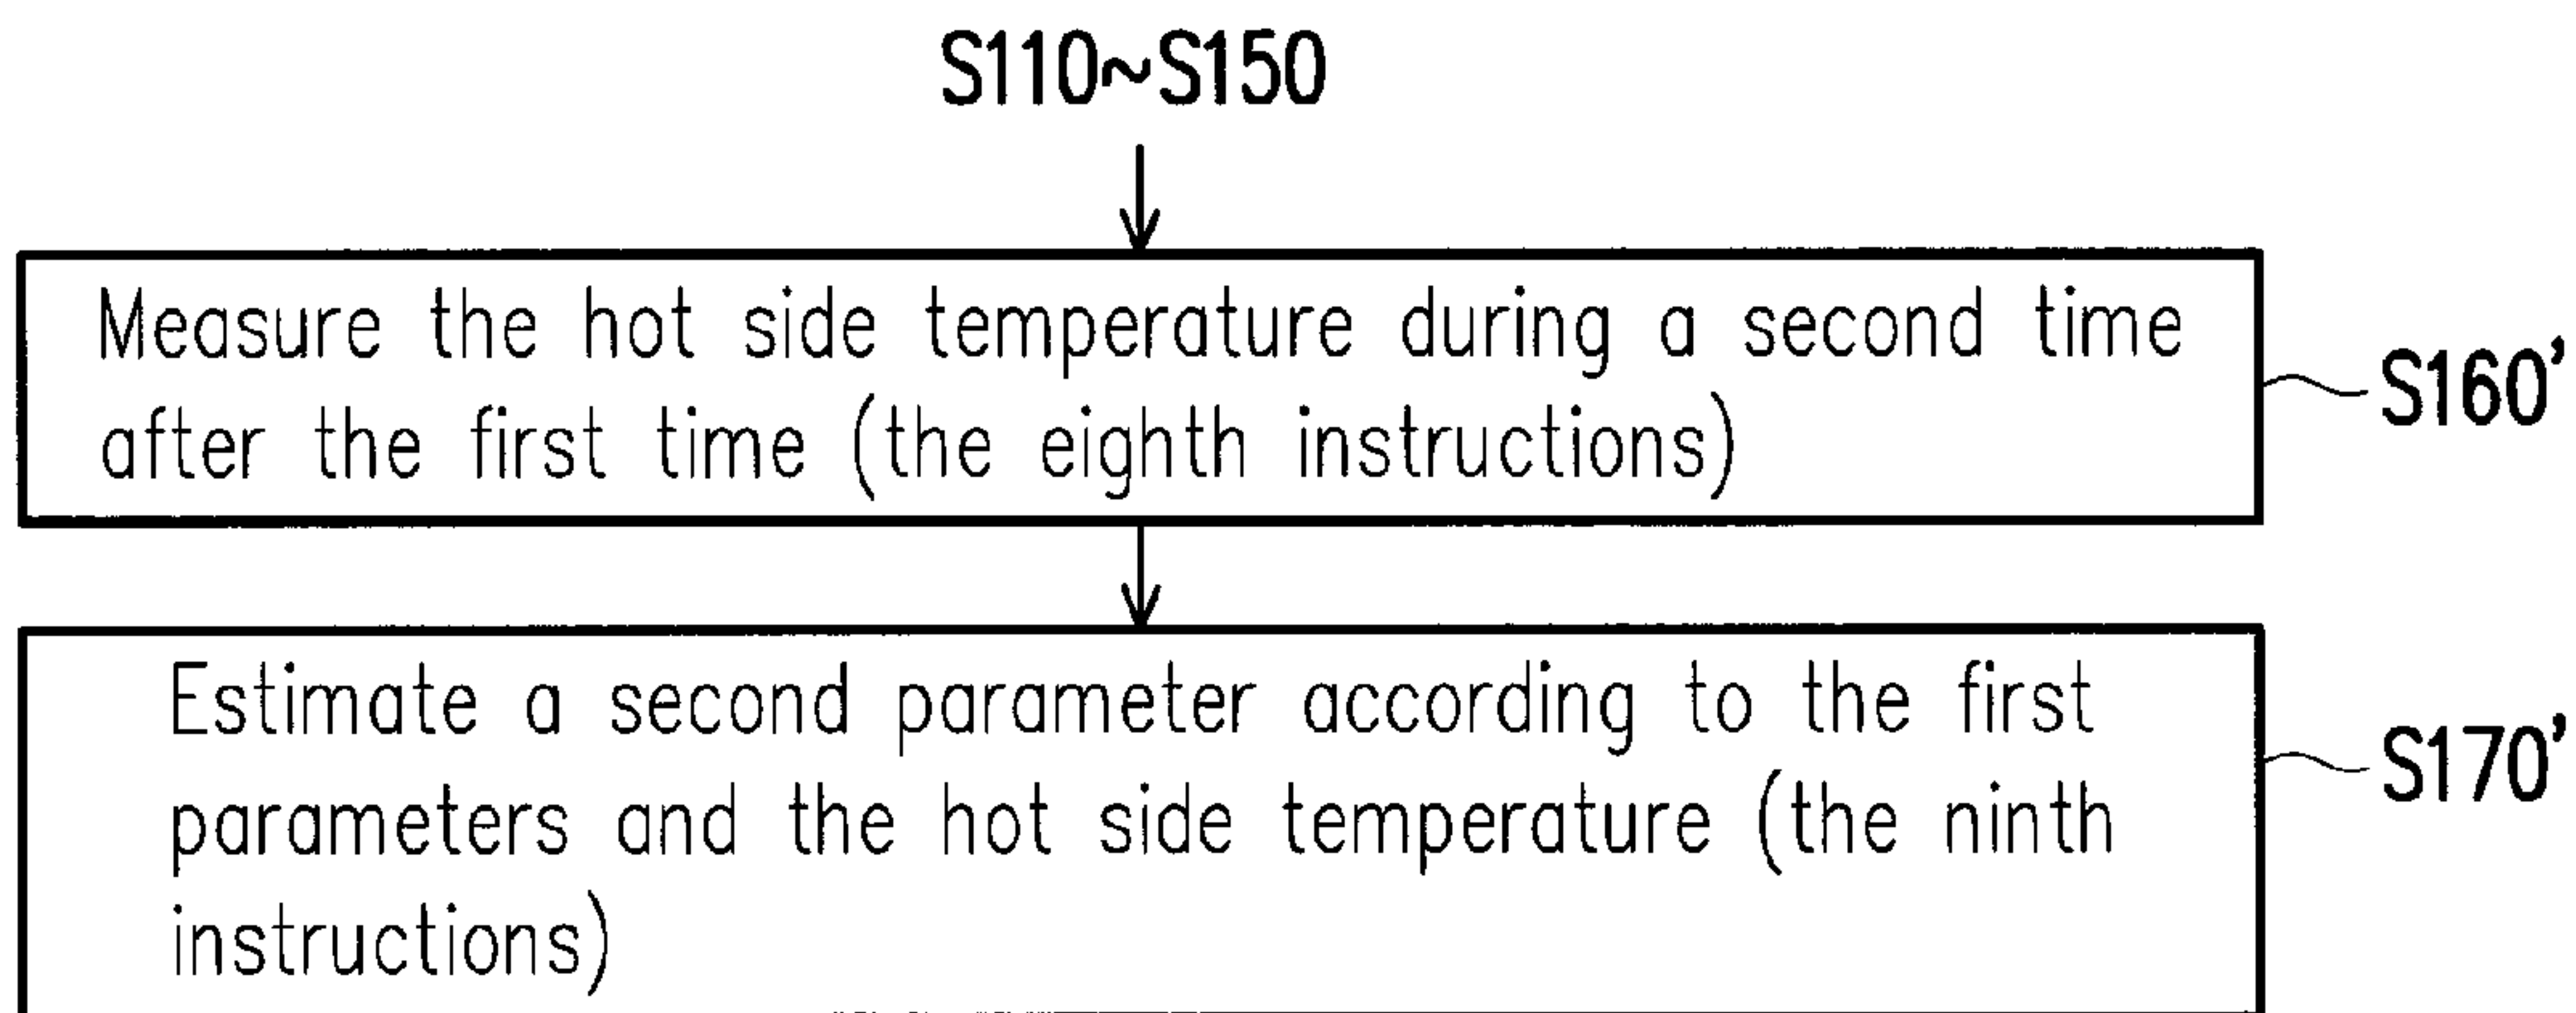 S110~S150
Measure the hot side temperature during a second time
after the first time (the eighth instructions)
S160’
Estimate a second parameter according to the first
parameters and the hot side temperature (the ninth
instructions)
S170’